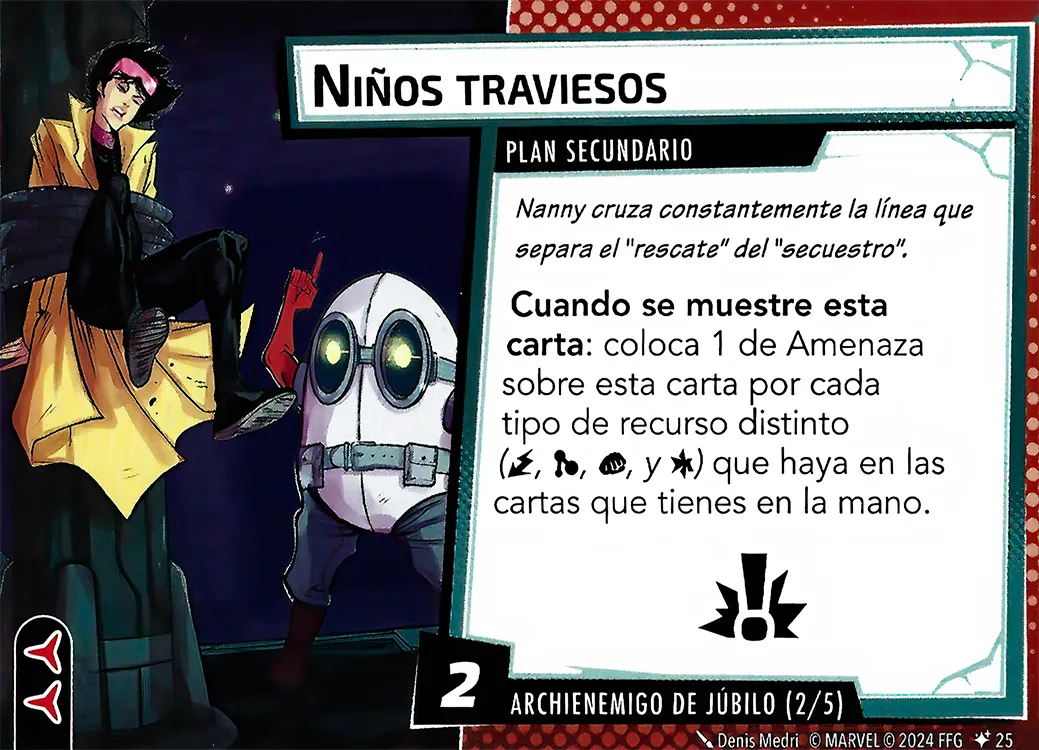 Niños traviesos
PLAN SECUNDARIO
Nanny cruza constantemente la línea que
separa el "rescate" del "secuestro".
Cuando se muestre esta
carta: coloca 1 de Amenaza
sobre esta carta por cada
tipo de recurso distinto
( , , , y ) que haya en las
cartas que tienes en la mano.
2
ARCHIENEMIGO DE JÚBILO (2/5)
Denis Medri © MARVEL © 2024 FFG 25